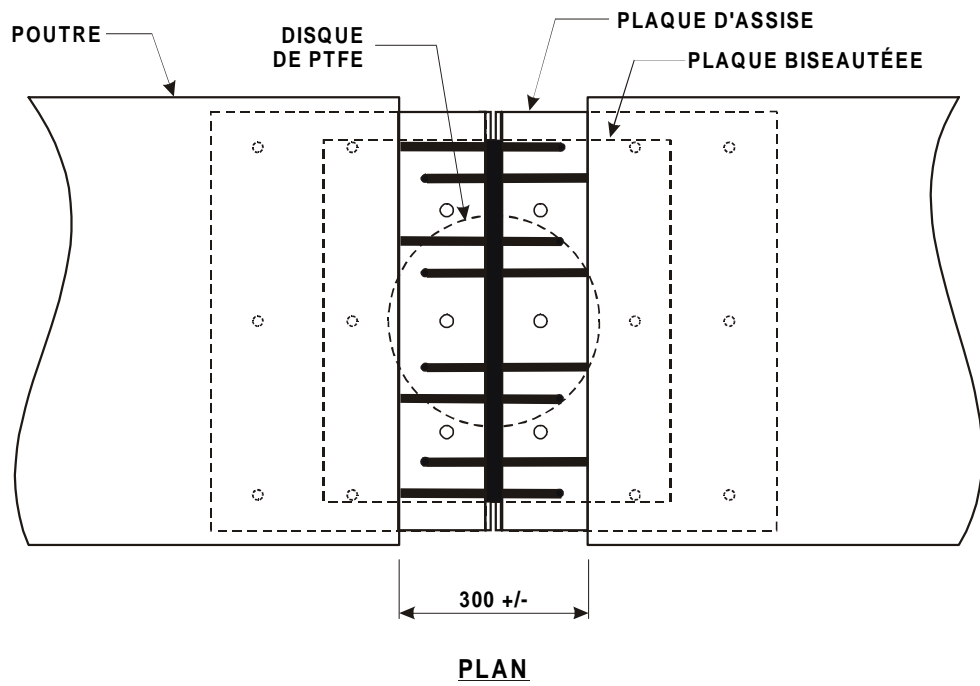 POUTRE
DISQUE
DE PTFE
PLAQUE D'ASSISE
PLAQUE BISEAUTÉEE
300 +/-
PLAN